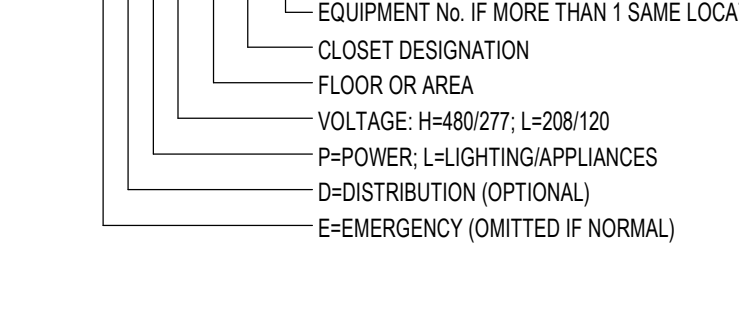 EQUIPMENT No. IF MORE THAN 1 SAME
CLOSET DESIGNATION
FLOOR OR AREA
VOLTAGE: H=480/277; L=208/120
P=POWER; L=LIGHTING/APPLIANCES
D=DISTRIBUTION (OPTIONAL)
E=EMERGENCY (OMITTED IF NORMAL)